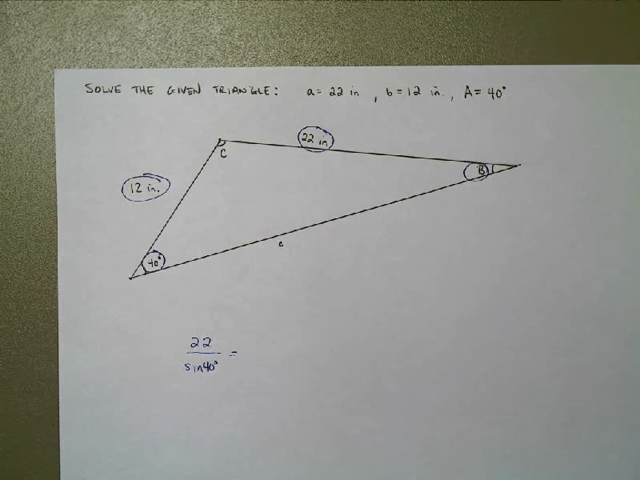 SOLVE THE GIVEN TRIANGLE: a = 22 in , b = 12 in. , A = 40°
22 in
C
B
12 in.
40°
c
22
sin40°
=